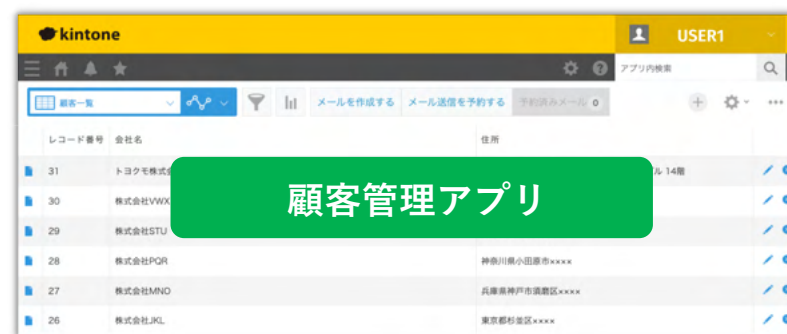 kintone
USER1
アプリ内検索
顧客一覧
メールを作成する メール送信を予約する 予約済みメール 0
レコード番号 会社名 住所
31 トヨクモ株式会 ル 14階
顧客管理アプリ
30 株式会社VWX
29 株式会社STU
28 株式会社PQR 神奈川県小田原市××××
27 株式会社MNO 兵庫県神戸市須磨区××××
26 株式会社JKL 東京都杉並区××××